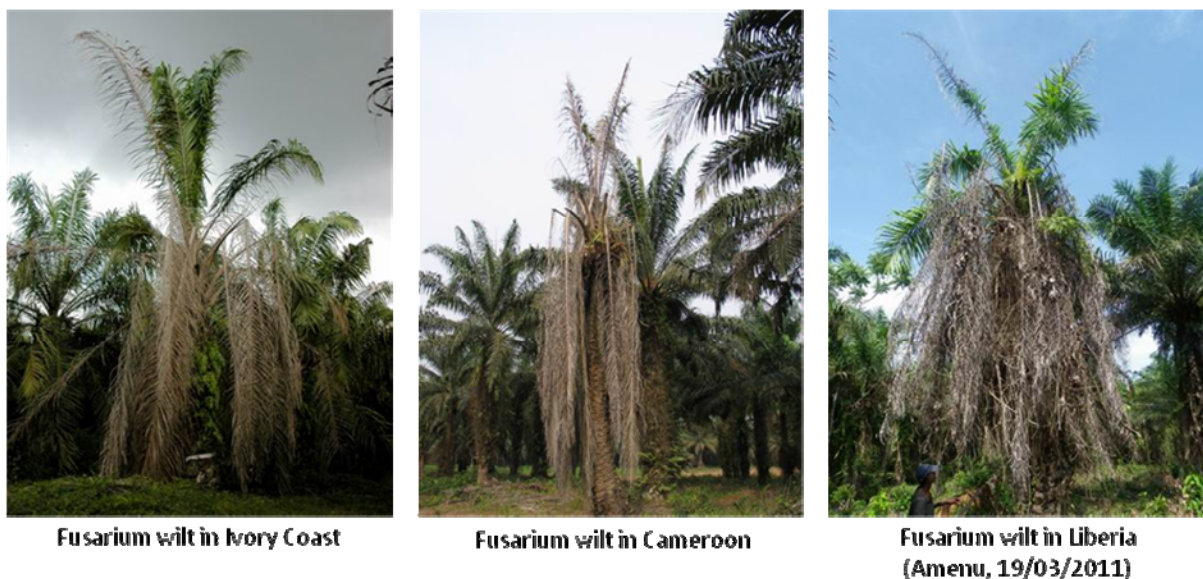 Fusarium wilt in Ivory Coast
Fusarium wilt in Cameroon
Fusarium wilt in Liberia
(Amenu, 19/03/2011)